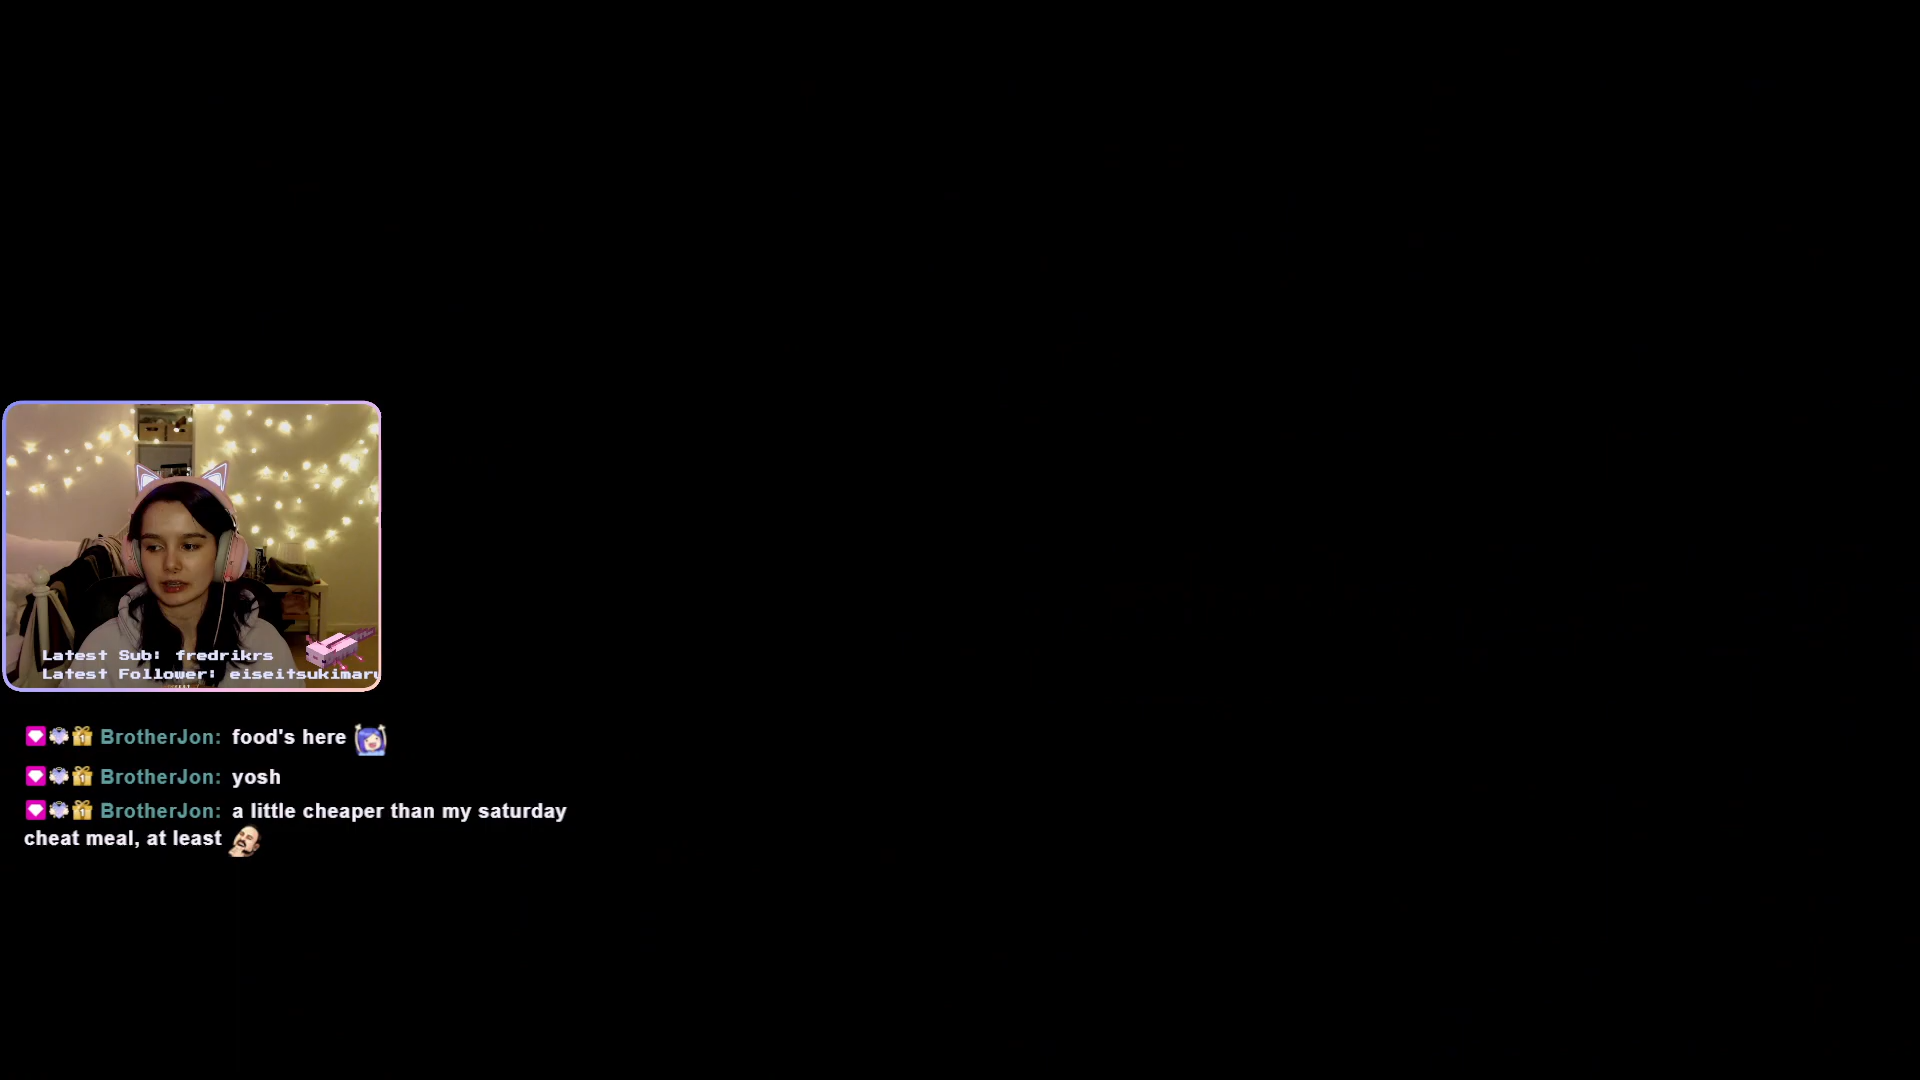 Latest Sub: fredrikrs
Latest Follower: eiseitsukimaru
BrotherJon: food's here
BrotherJon: yosh
BrotherJon: a little cheaper than my saturday
cheat meal, at least